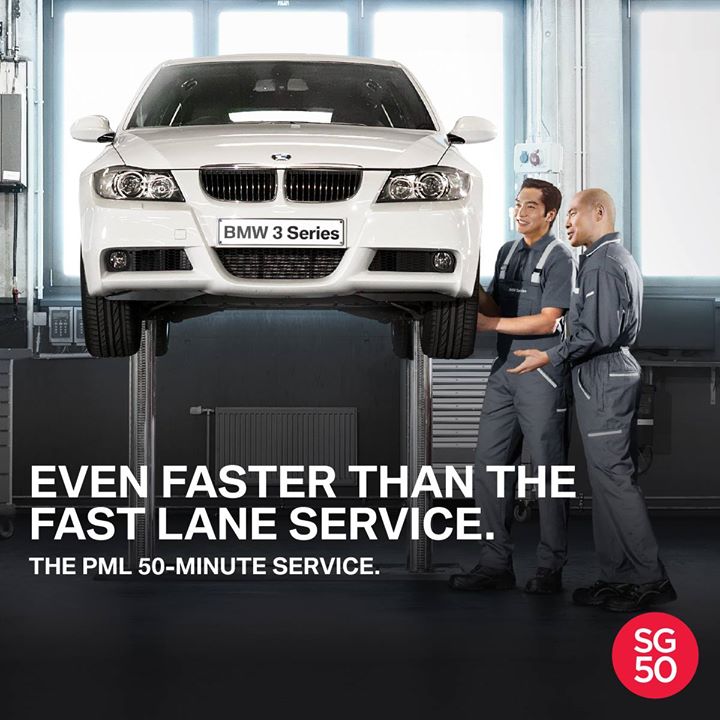 BMW 3 Series
EVEN FASTER THAN THE
FAST LANE SERVICE.
THE PML 50-MINUTE SERVICE.
SG
50